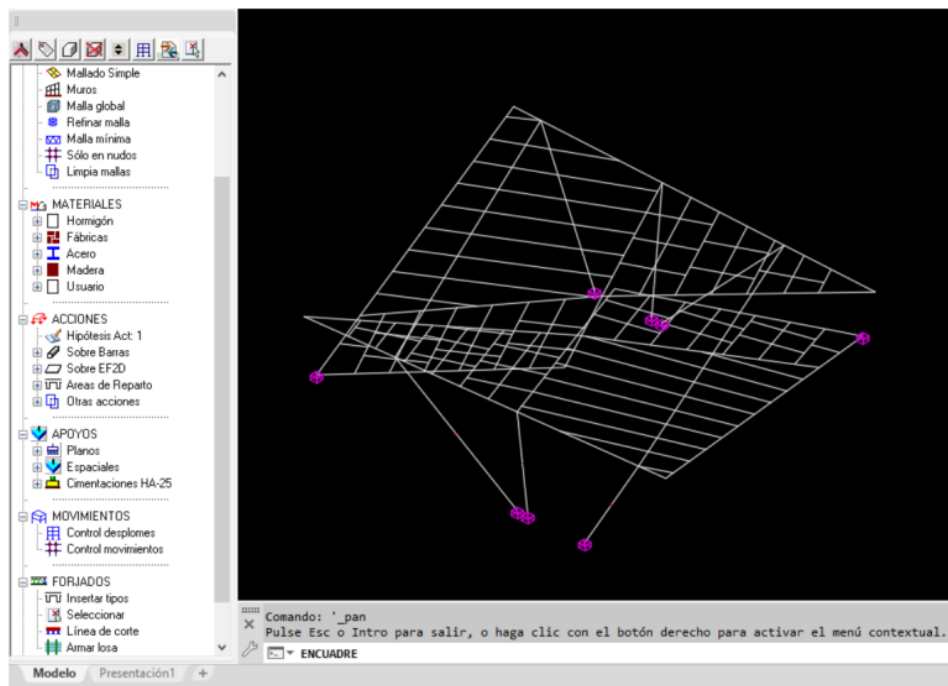 Mallado Simple
Muros
Malla global
Refinar malla
Malla mínima
Sólo en nudos
Limpia mallas
MATERIALES
Hormigón
Fábricas
Acero
Madera
Usuario
ACCIONES
Hipótesis Act: 1
Sobre Barras
Sobre EF2D
Areas de Reparto
Otras acciones
APOYOS
Planos
Espaciales
Cimentaciones HA-25
MOVIMIENTOS
Control desplomes
Control movimientos
FORJADOS
Insertar tipos
Seleccionar
Línea de corte
Armar losa
Comando: '_pan
Pulse Esc o Intro para salir, o haga clic con el botón derecho para activar el menú contextual.
ENCUADRE
Modelo Presentación1 +